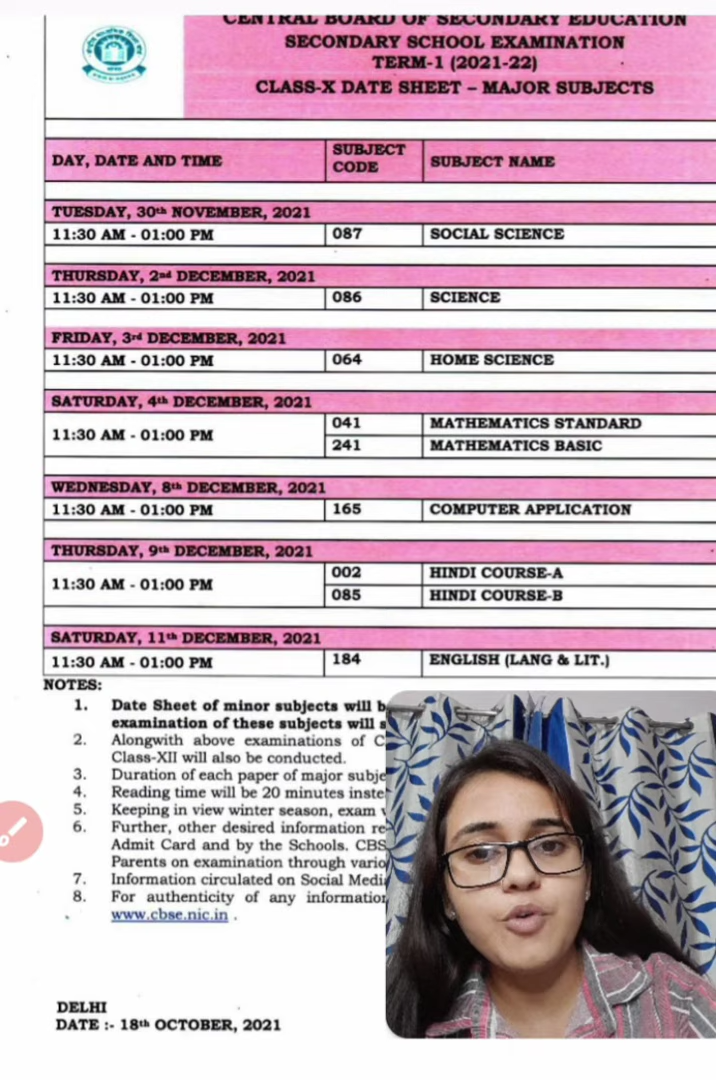 CENTRAL BOARD OF SECONDARY EDUCATION
SECONDARY SCHOOL EXAMINATION
TERM-1 (2021-22)
CLASS-X DATE SHEET – MAJOR SUBJECTS
DAY, DATE AND TIME SUBJECT CODE SUBJECT NAME
TUESDAY, 30th NOVEMBER, 2021
11:30 AM - 01:00 PM 087 SOCIAL SCIENCE
THURSDAY, 2nd DECEMBER, 2021
11:30 AM - 01:00 PM 086 SCIENCE
FRIDAY, 3rd DECEMBER, 2021
11:30 AM - 01:00 PM 064 HOME SCIENCE
SATURDAY, 4th DECEMBER, 2021
11:30 AM - 01:00 PM 041 MATHEMATICS STANDARD
241 MATHEMATICS BASIC
WEDNESDAY, 8th DECEMBER, 2021
11:30 AM - 01:00 PM 165 COMPUTER APPLICATION
THURSDAY, 9th DECEMBER, 2021
11:30 AM - 01:00 PM 002 HINDI COURSE-A
085 HINDI COURSE-B
SATURDAY, 11th DECEMBER, 2021
11:30 AM - 01:00 PM 184 ENGLISH (LANG & LIT.)
NOTES:
1. Date Sheet of minor subjects will
examination of these subjects will
2. Alongwith above examinations of
Class-XII will also be conducted.
3. Duration of each paper of major
4. Reading time will be 20 minutes
5. Keeping in view winter season, exam
6. Further, other desired information
Admit Card and by the Schools.
Parents on examination through
7. Information circulated on Social
8. For authenticity of any
www.cbse.nic.in .
DELHI
DATE :- 18th OCTOBER, 2021